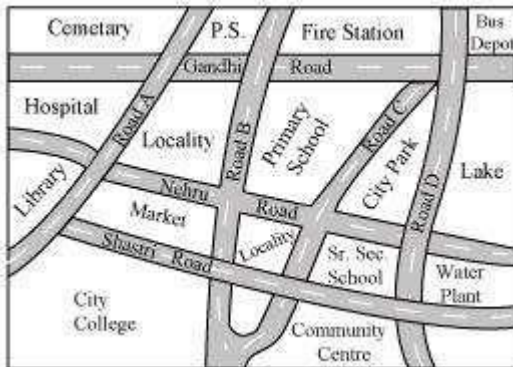 Cemetary
P.S.
Fire Station
Bus
Depot
Gandhi Road
Hospital
Road A
Locality
Road B
Primary
School
Road C
City Park
Road D
Lake
Library
Nehru Road
Market
Shastri Road
Locality
Sr. Sec.
School
Water
Plant
City
College
Community
Centre